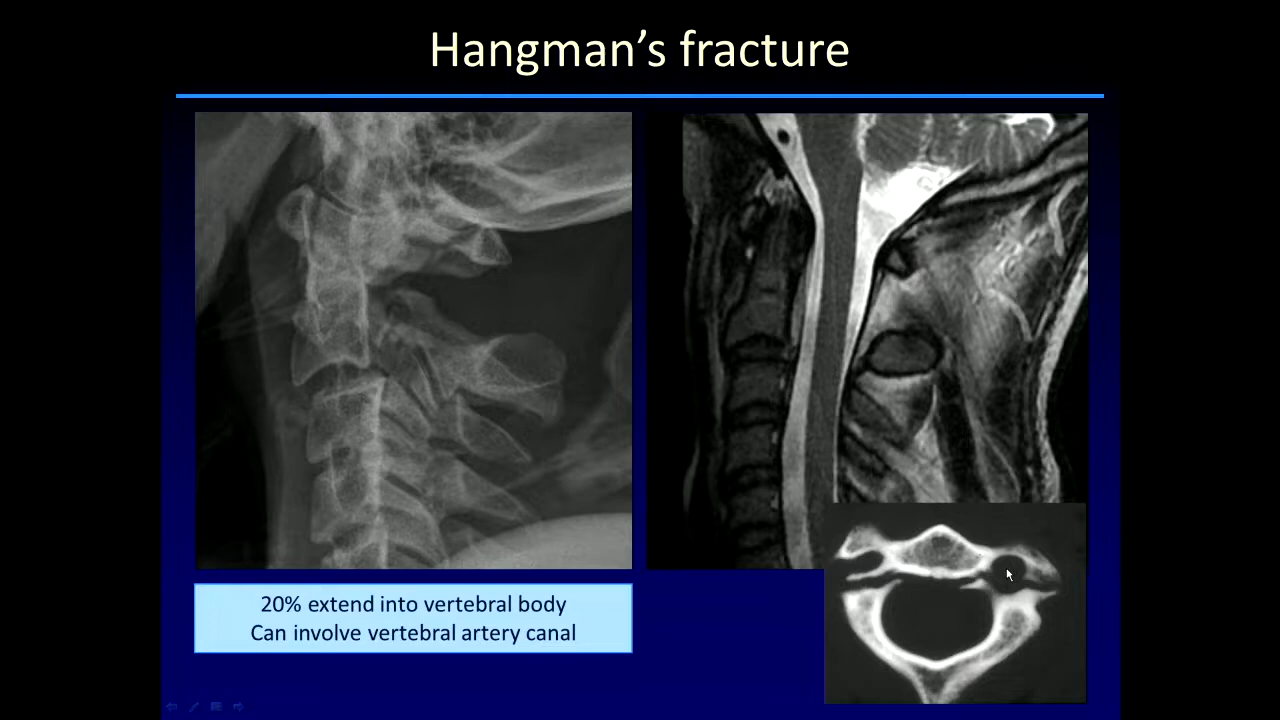 Hangman’s fracture
20% extend into vertebral body
Can involve vertebral artery canal